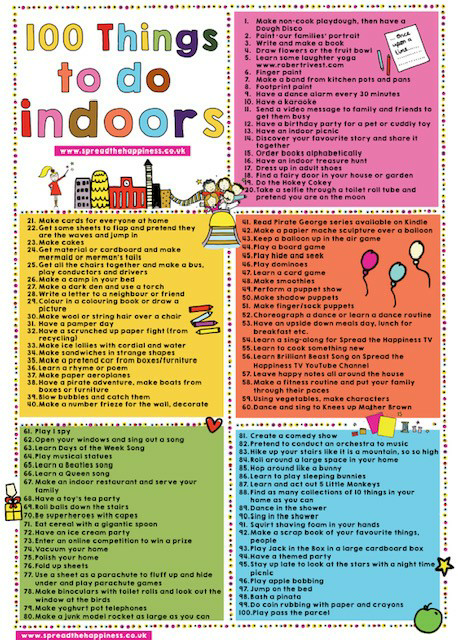 100 Things
to do
indoors
www.spreadthehappiness.co.uk
1. Make non-cook playdough, then have a
Dough Disco
2. Paint our families' portrait
3. Write and make a book
4. Draw flowers or the fruit bowl
5. Learn some laughter yoga
www.robertrivest.com
6. Finger paint
7. Make a band from kitchen pots and pans
8. Footprint paint
9. Have a dance alarm every 30 minutes
10. Have a karaoke
11. Send a video message to family and friends to
get them busy
12. Have a birthday party for a pet or cuddly toy
13. Have an indoor picnic
14. Discover your favourite story and share it
together
15. Order books alphabetically
16. Have an indoor treasure hunt
17. Dress up in adult shoes
18. Find a fairy door in your house or garden
19. Do the Hokey Cokey
20. Take a selfie through a toilet roll tube and
pretend you are on the moon
once
upon a
time
21. Make cards for everyone at home
22. Get some sheets to flap and pretend they
are the waves and jump in
23. Make cakes
24. Get material or cardboard and make
mermaid or merman's tails
25. Get all the chairs together and make a bus,
play conductors and drivers
26. Make a camp in your bed
27. Make a dark den and use a torch
28. Write a letter to a neighbour or friend
29. Colour in a colouring book or draw a
picture
30. Make wool or string hair over a chair
31. Have a pamper day
32. Have a scrunched up paper fight (from
recycling)
33. Make ice lollies with cordial and water
34. Make sandwiches in strange shapes
35. Make a pretend car from boxes/furniture
36. Learn a rhyme or poem
37. Make paper aeroplanes
38. Have a pirate adventure, make boats from
boxes or furniture
39. Blow bubbles and catch them
40. Make a number frieze for the wall, decorate
41. Read Pirate George series available on Kindle
42. Make a papier mache sculpture over a balloon
43. Keep a balloon up in the air game
44. Play a board game
45. Play hide and seek
46. Play dominoes
47. Learn a card game
48. Make smoothies
49. Perform a puppet show
50. Make shadow puppets
51. Make finger/sock puppets
52. Choreograph a dance or learn a dance routine
53. Have an upside down meals day, lunch for
breakfast etc.
54. Learn a sing-along for Spreading the Happiness TV
55. Learn to cook something new
56. Learn Brilliant Beast Song on Spread the
Happiness TV YouTube Channel
57. Leave happy notes all around the
house
58. Make a fitness routine and put your family
through their paces
59. Using vegetables, make characters
60. Dance and sing to Knees up Mother Brown
61. Play I spy
62. Open your windows and sing out a song
63. Learn Days of the Week Song
64. Play musical statues
65. Learn a Beatles song
66. Learn a Queen song
67. Make an indoor restaurant and serve your
family
68. Have a toy's tea party
69. Roll balls down the stairs
70. Be superheroes with capes
71. Eat cereal with a gigantic spoon
72. Have an ice cream party
73. Enter an online competition to win a prize
74. Vacuum your home
75. Polish your home
76. Fold up sheets
77. Use a sheet as a parachute to fluff up and hide
under and play parachute games
78. Make binoculars with toilet rolls and look out the
window at the birds
79. Make yoghurt pot telephones
80. Make a junk model rocket as large as you can
81. Create a comedy show
82. Pretend to conduct an orchestra to music
83. Hike up your stairs like it is a mountain, so so high
84. Roll around a large space in your home
85. Hop around like a bunny
86. Learn to play sleeping bunnies
87. Learn and act out 5 Little Monkeys
88. Find as many collections of 10 things in your
home as you can
89. Dance in the shower
90. Sing in the shower
91. Squirt shaving foam in your hands
92. Make a scrap book of your favourite things,
people
93. Play Jack in the Box in a large cardboard box
94. Have a themed party
95. Stay up late to look at the stars with a night time
picnic
96. Play apple bobbing
97. Jump on the bed
98. Bash a pinata
99. Do coin rubbing with paper and crayons
100. Play pass the parcel
www.spreadthehappiness.co.uk